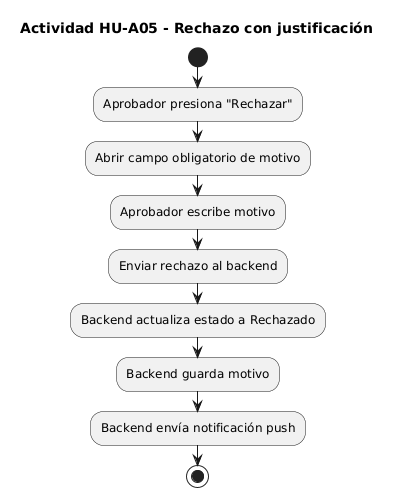 Actividad HU-A05 - Rechazo con justificación
Aprobador presiona "Rechazar"
Abrir campo obligatorio de motivo
Aprobador escribe motivo
Enviar rechazo al backend
Backend actualiza estado a Rechazado
Backend guarda motivo
Backend envía notificación push